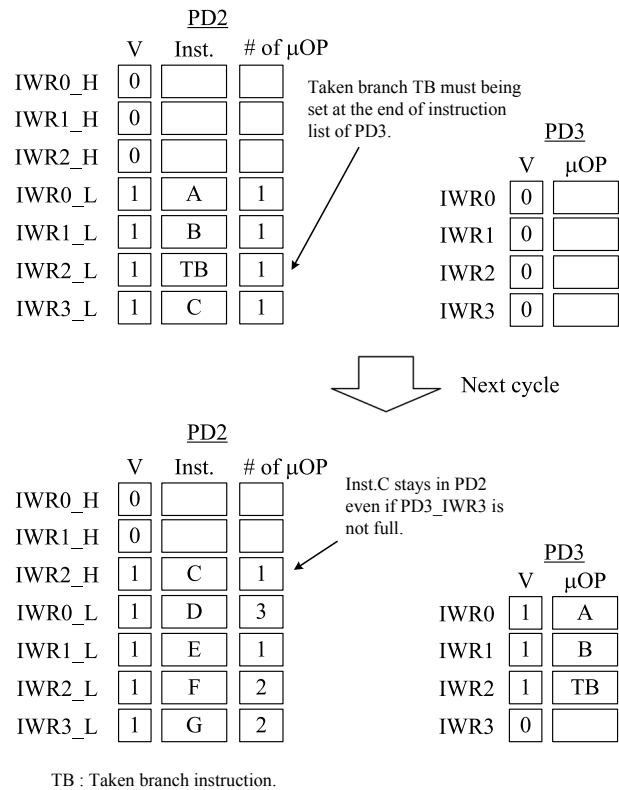 PD2
V Inst. # of μOP
IWR0_H 0
IWR1_H 0
IWR2_H 0
IWR0_L 1 A 1
IWR1_L 1 B 1
IWR2_L 1 TB 1
IWR3_L 1 C 1
Taken branch TB must being
set at the end of instruction
list of PD3.
PD3
V μOP
IWR0 0
IWR1 0
IWR2 0
IWR3 0
Next cycle
PD2
V Inst. # of μOP
IWR0_H 0
IWR1_H 0
IWR2_H 1 C 1
IWR0_L 1 D 3
IWR1_L 1 E 1
IWR2_L 1 F 2
IWR3_L 1 G 2
Inst.C stays in PD2
even if PD3_IWR3 is
not full.
PD3
V μOP
IWR0 1 A
IWR1 1 B
IWR2 1 TB
IWR3 0
TB : Taken branch instruction.